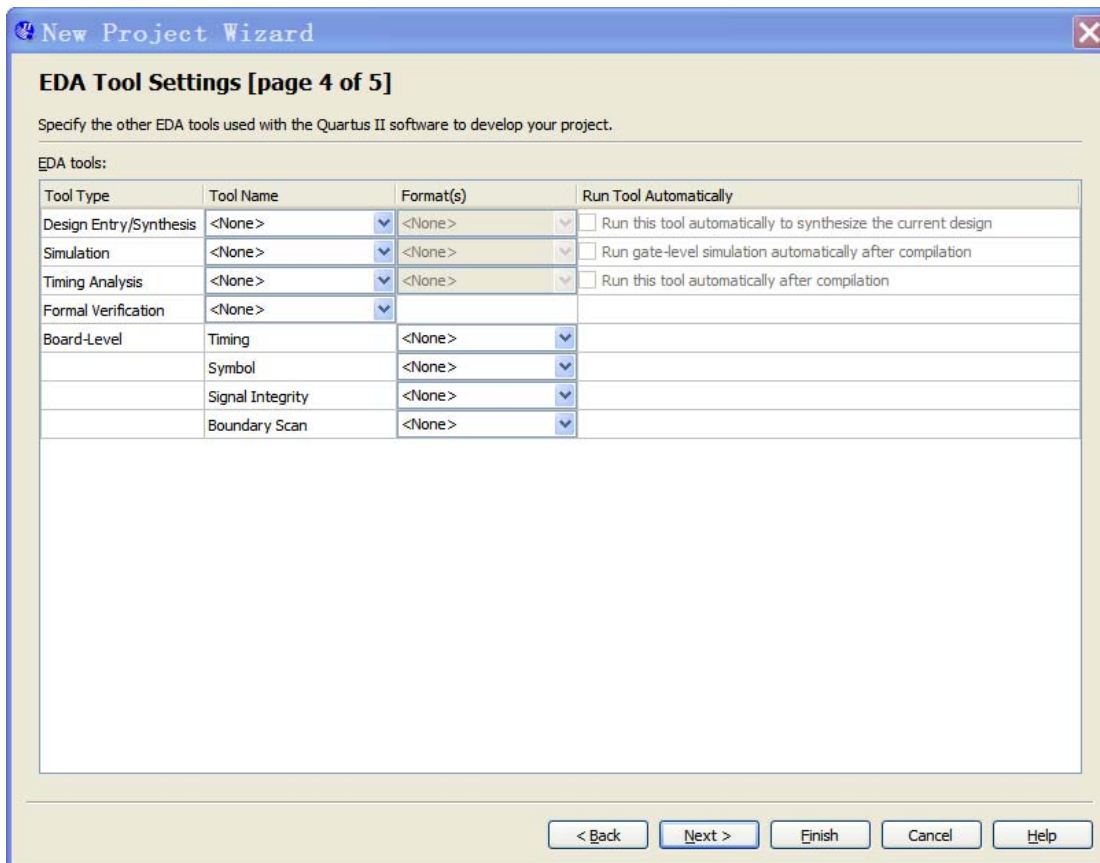 New Project Wizard
EDA Tool Settings [page 4 of 5]
Specify the other EDA tools used with the Quartus II software to develop your project.
EDA tools:
Tool Type Tool Name Format(s) Run Tool Automatically
Design Entry/Synthesis <None> <None> Run this tool automatically to synthesize the current design
Simulation <None> <None> Run gate-level simulation automatically after compilation
Timing Analysis <None> <None> Run this tool automatically after compilation
Formal Verification <None>
Board-Level Timing <None>
Symbol <None>
Signal Integrity <None>
Boundary Scan <None>
< Back Next > Finish Cancel Help